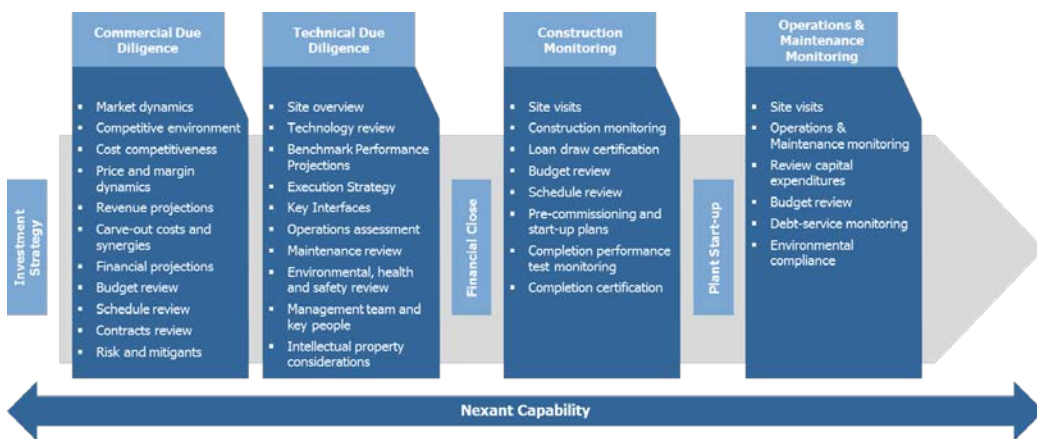 Commercial Due
Diligence
Market dynamics
Competitive environment
Cost competitiveness
Price and margin
dynamics
Revenue projections
Carve-out costs and
synergies
Financial projections
Budget review
Schedule review
Contracts review
Risk and mitigants
Technical Due
Diligence
Site overview
Technology review
Benchmark Performance
Projections
Execution Strategy
Key Interfaces
Operations assessment
Maintenance review
Environmental, health
and safety review
Management team and
key people
Intellectual property
considerations
Construction
Monitoring
Site visits
Construction monitoring
Loan draw certification
Budget review
Schedule review
Pre-commissioning and
start-up plans
Completion performance
test monitoring
Completion certification
Operations &
Maintenance
Monitoring
Site visits
Operations &
Maintenance monitoring
Review capital
expenditures
Budget review
Debt-service monitoring
Environmental
compliance
Investment
Strategy
Financial Close
Plant Start-up
Nexant Capability